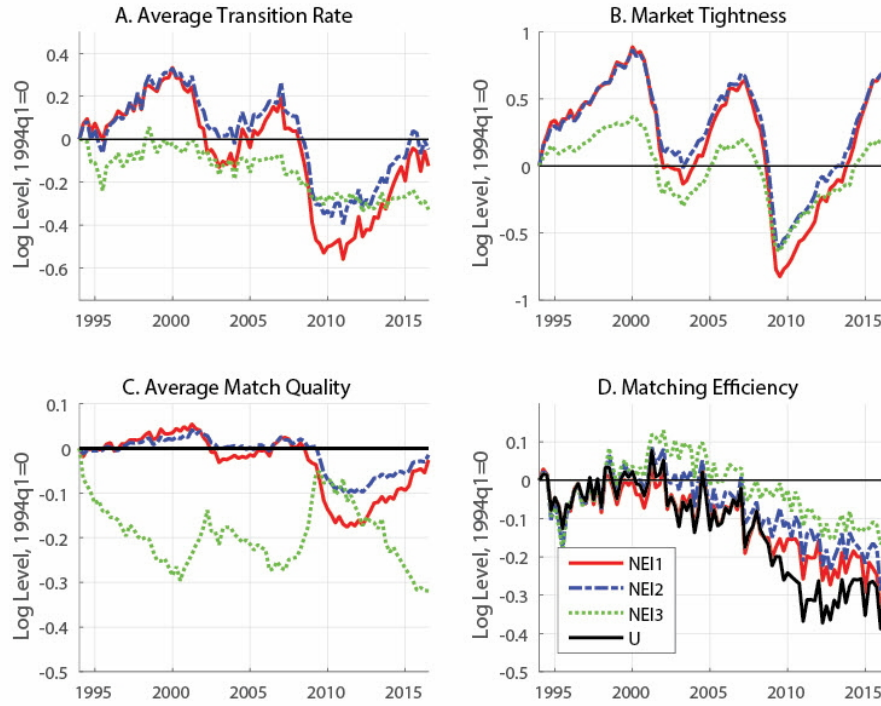 A. Average Transition Rate
Log Level, 1994q1=0
0.4
0.2
0
-0.2
-0.4
-0.6
1995 2000 2005 2010 2015
B. Market Tightness
Log Level, 1994q1=0
1
0.5
0
-0.5
-1
1995 2000 2005 2010 2015
C. Average Match Quality
Log Level, 1994q1=0
0.1
0
-0.1
-0.2
-0.3
-0.4
-0.5
1995 2000 2005 2010 2015
D. Matching Efficiency
Log Level, 1994q1=0
0.1
0
-0.1
-0.2
-0.3
-0.4
-0.5
NEI1
NEI2
NEI3
U
1995 2000 2005 2010 2015